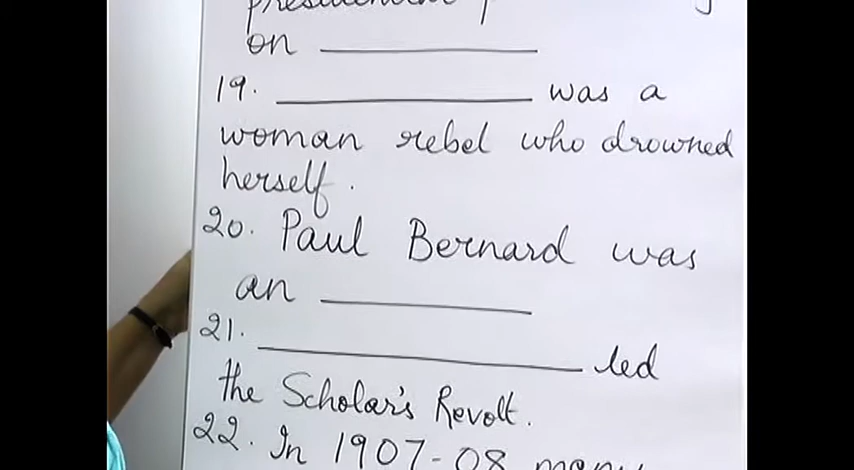 on ___________
19. ___________ was a
woman rebel who drowned
herself.
20. Paul Bernard was
an ___________
21. ___________ led
the Scholar's Revolt.
22. In 1907-08 many